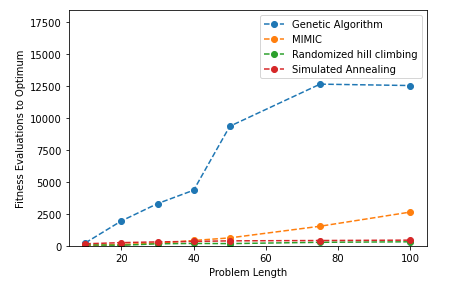 17500
15000
12500
10000
7500
5000
2500
0
Fitness Evaluations to Optimum
Genetic Algorithm
MIMIC
Randomized hill climbing
Simulated Annealing
20
40
60
80
100
Problem Length